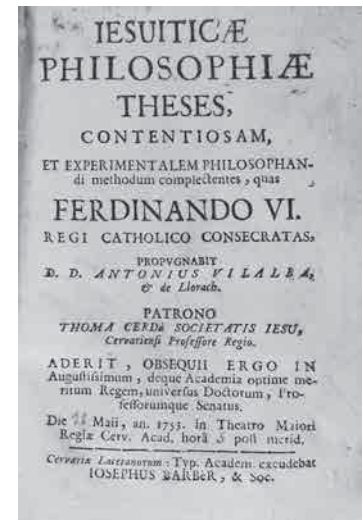 IESUITICÆ
PHILOSOPHIÆ
THESES,
CONTENTIOSAM,
ET EXPERIMENTALEM PHILOSOPHAN-
di methodum complectentes, quas
FERDINANDO VI.
REGI CATHOLICO CONSECRATAS,
PROPVGNABIT
D. D. ANTONIUS VILALBA,
& de Llorach.
PATRONO
THOMA CERDA SOCIETATIS IESU,
Cervariensi Professore Regio.
ADERIT, OBSEQUII ERGO IN
Augustissimum, deque Academia optime me-
ritum Regem, universus Doctorum, Pro-
fessorumque Senatus.
Die Maii, an. 1753. in Theatro Maiori
Regiæ Cerv. Acad. horâ post merid.
Cervariæ Lacetanorum: Typ. Academ. excudebat
IOSEPHUS BARBER, & Soc.